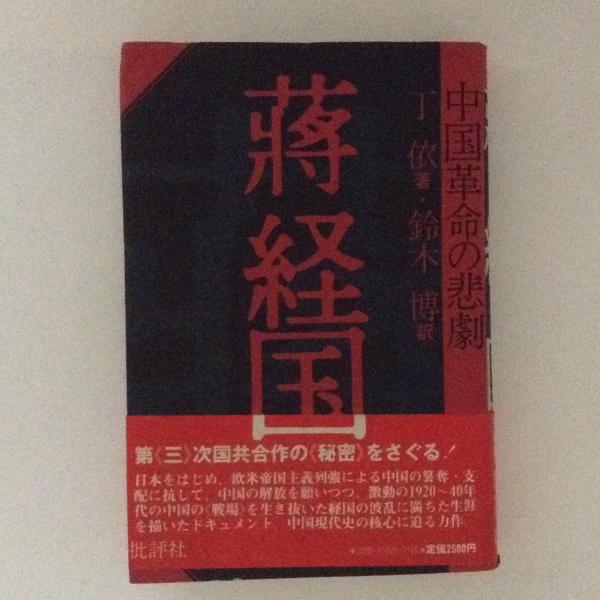 中国革命の悲劇
丁依著・鈴木博訳
蔣経国
第《三》次国共合作の《秘密》をさぐる!
日本をはじめ、欧米帝国主義列強による中国の簒奪・支
配に抗して、中国の解放を願いつつ、激動の1920〜40年
代の中国の《戦場》を生き抜いた経国の波乱に満ちた生涯
を描いたドキュメント 中国現代史の核心に迫る力作
批評社
定価2500円